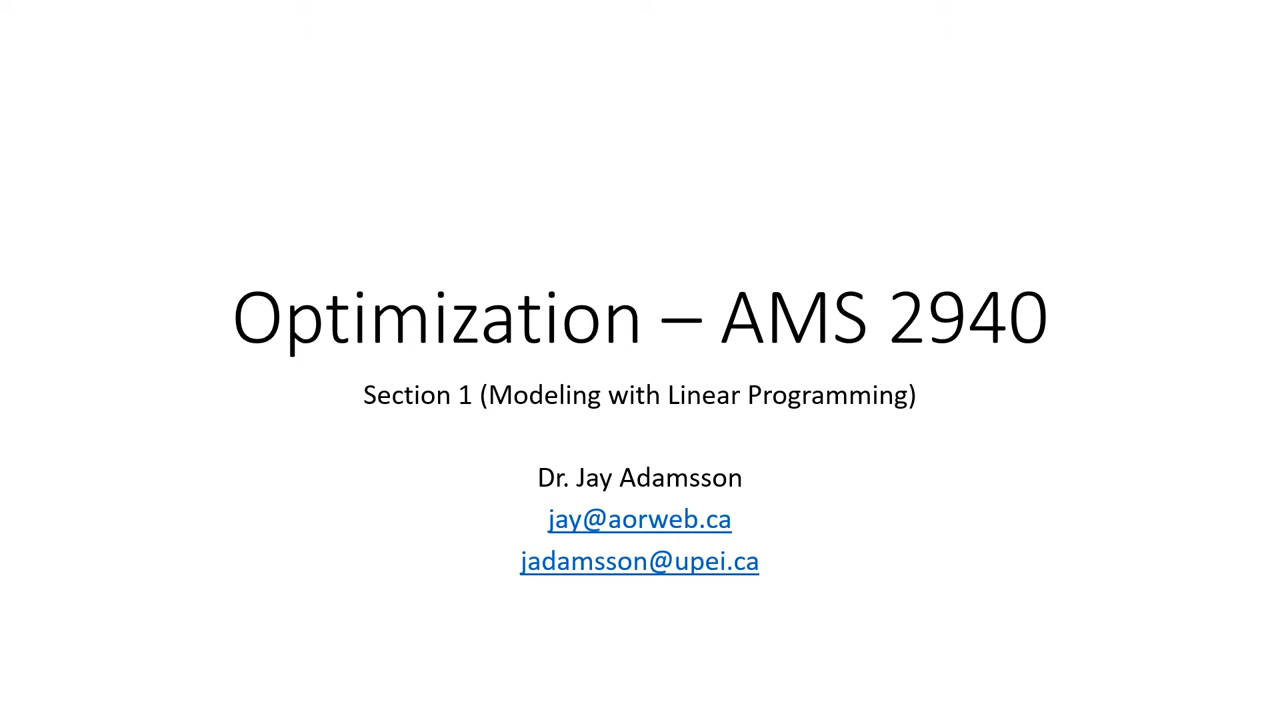 Optimization – AMS 2940
Section 1 (Modeling with Linear Programming)
Dr. Jay Adamsson
jay@aorweb.ca
jadamsson@upei.ca